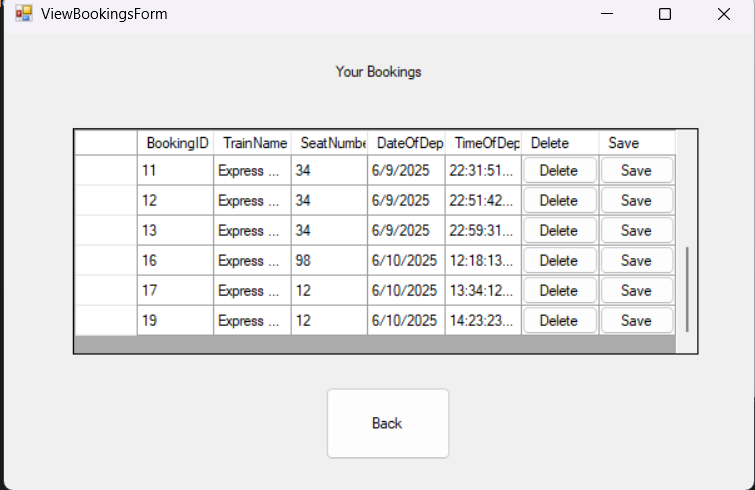 ViewBookingsForm
Your Bookings
BookingID TrainName SeatNumbe DateOfDep TimeOfDep Delete Save
11 Express ... 34 6/9/2025 22:31:51... Delete Save
12 Express ... 34 6/9/2025 22:51:42... Delete Save
13 Express ... 34 6/9/2025 22:59:31... Delete Save
16 Express ... 98 6/10/2025 12:18:13... Delete Save
17 Express ... 12 6/10/2025 13:34:12... Delete Save
19 Express ... 12 6/10/2025 14:23:23... Delete Save
Back